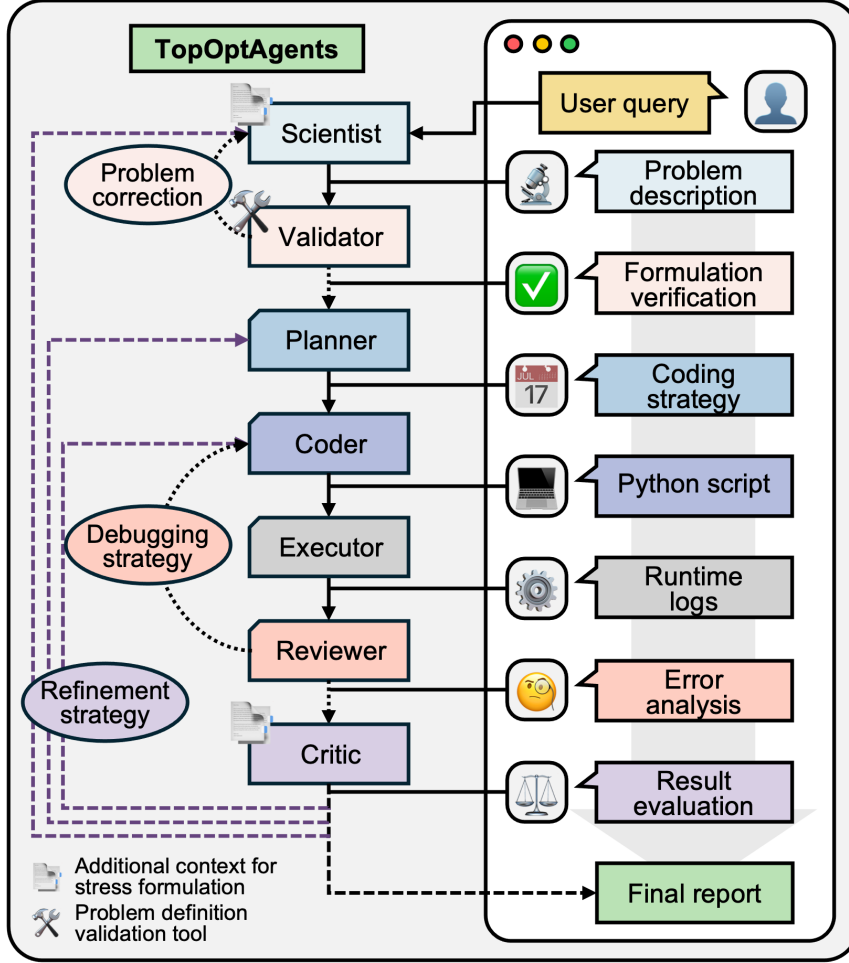 TopOptAgents
User query
Scientist
Problem
correction
Problem
description
Validator
Formulation
verification
Planner
JUL
17
Coding
strategy
Coder
Python script
Debugging
strategy
Executor
Runtime
logs
Reviewer
Error
analysis
Refinement
strategy
Critic
Result
evaluation
Additional context for
stress formulation
Problem definition
validation tool
Final report